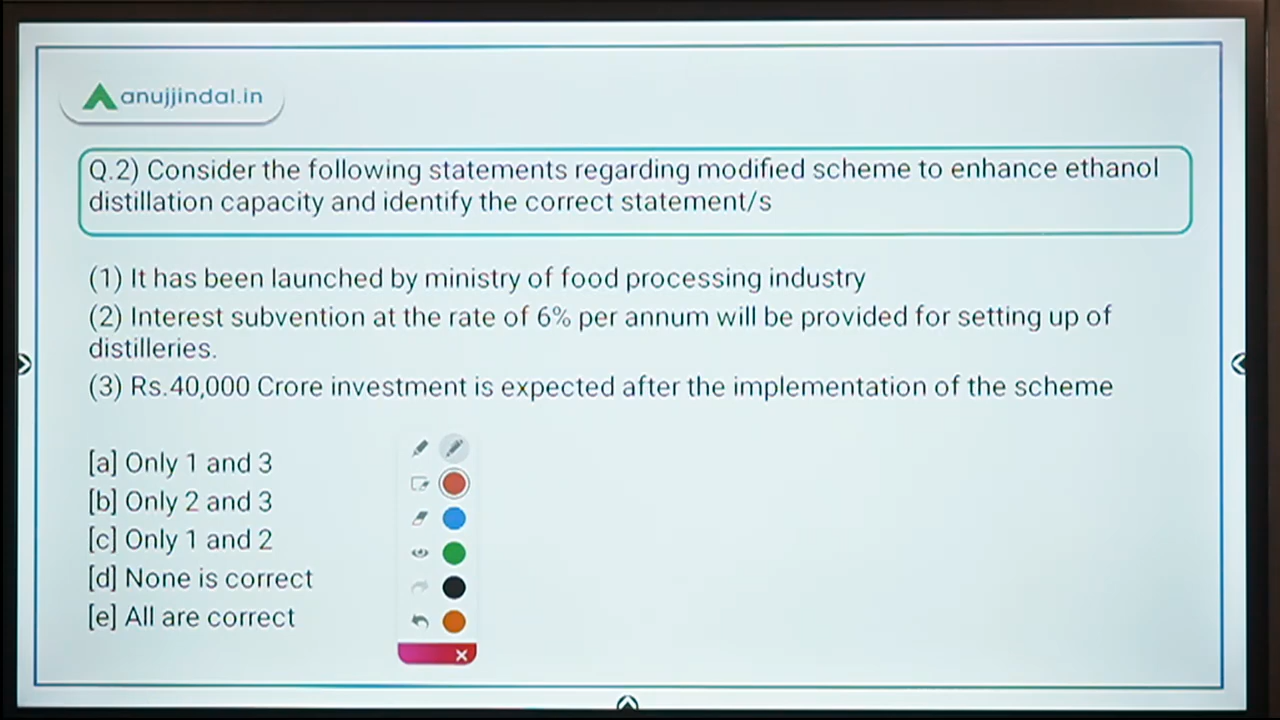 anujjindal.in
Q.2) Consider the following statements regarding modified scheme to enhance ethanol
distillation capacity and identify the correct statement/s
(1) It has been launched by ministry of food processing industry
(2) Interest subvention at the rate of 6% per annum will be provided for setting up of
distilleries.
(3) Rs.40,000 Crore investment is expected after the implementation of the scheme
[a] Only 1 and 3
[b] Only 2 and 3
[c] Only 1 and 2
[d] None is correct
[e] All are correct